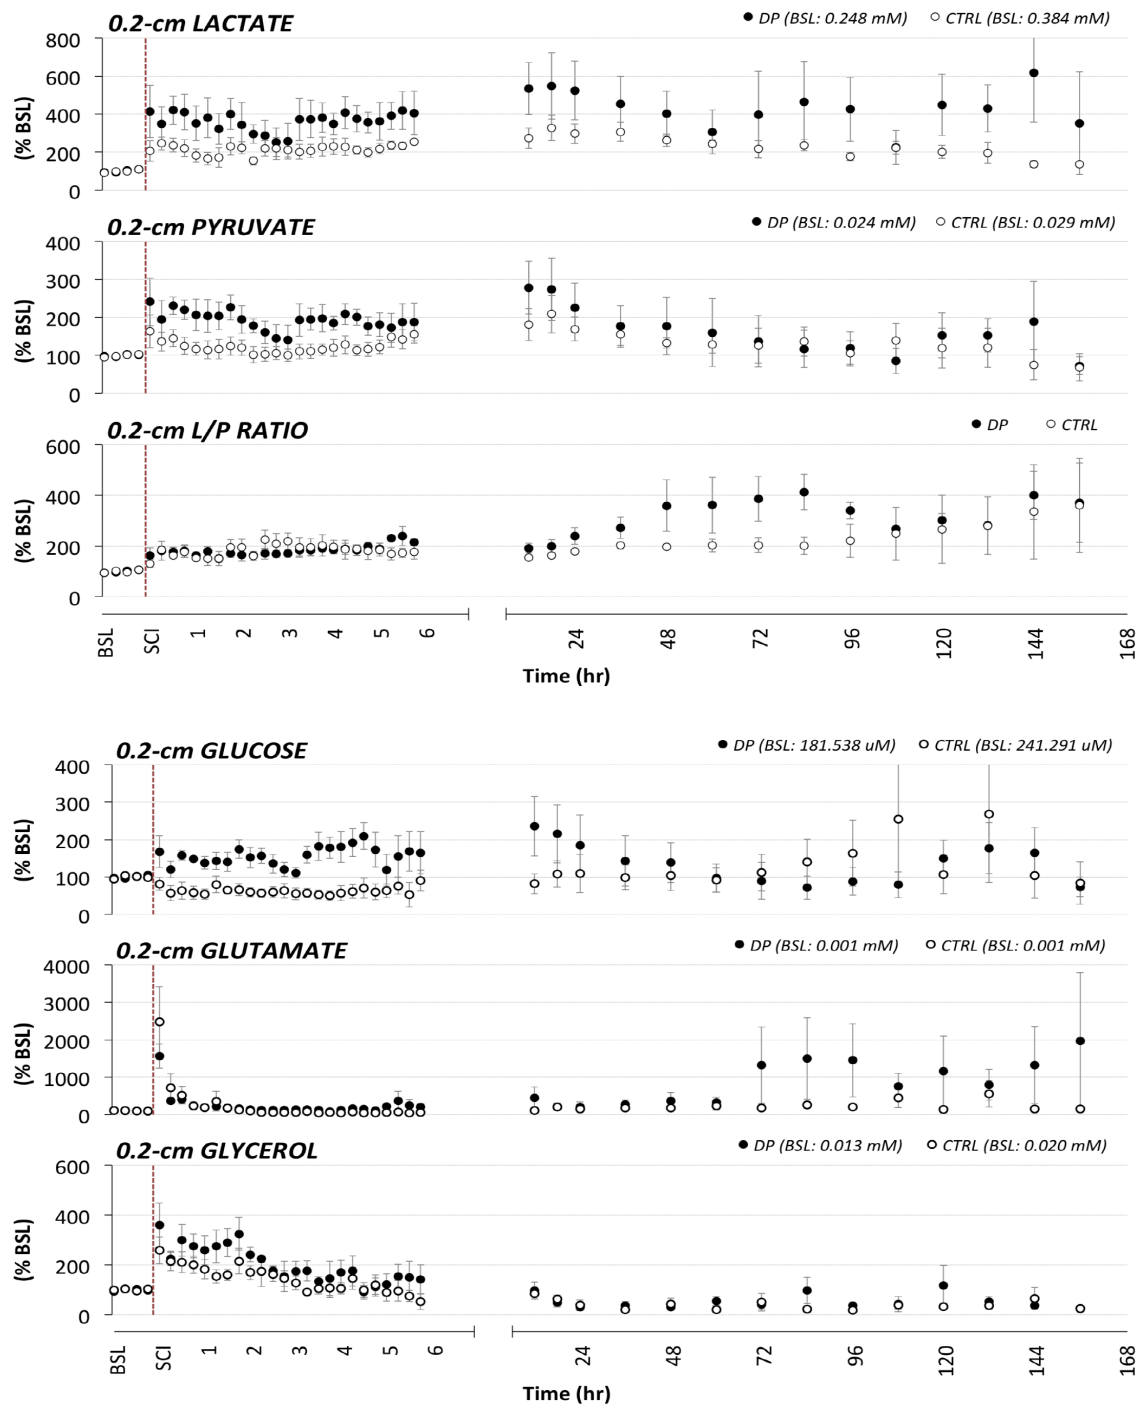 0.2-cm LACTATE
● DP (BSL: 0.248 mM) ○ CTRL (BSL: 0.384 mM)
(% BSL)
800
600
400
200
0
0.2-cm PYRUVATE
● DP (BSL: 0.024 mM) ○ CTRL (BSL: 0.029 mM)
(% BSL)
400
300
200
100
0
0.2-cm L/P RATIO
● DP ○ CTRL
(% BSL)
600
400
200
0
BSL SCI 1 2 3 4 5 6 24 48 72 96 120 144 168
Time (hr)
0.2-cm GLUCOSE
● DP (BSL: 181.538 uM) ○ CTRL (BSL: 241.291 uM)
(% BSL)
400
300
200
100
0
0.2-cm GLUTAMATE
● DP (BSL: 0.001 mM) ○ CTRL (BSL: 0.001 mM)
(% BSL)
4000
3000
2000
1000
0
0.2-cm GLYCEROL
● DP (BSL: 0.013 mM) ○ CTRL (BSL: 0.020 mM)
(% BSL)
600
400
200
0
BSL SCI 1 2 3 4 5 6 24 48 72 96 120 144 168
Time (hr)